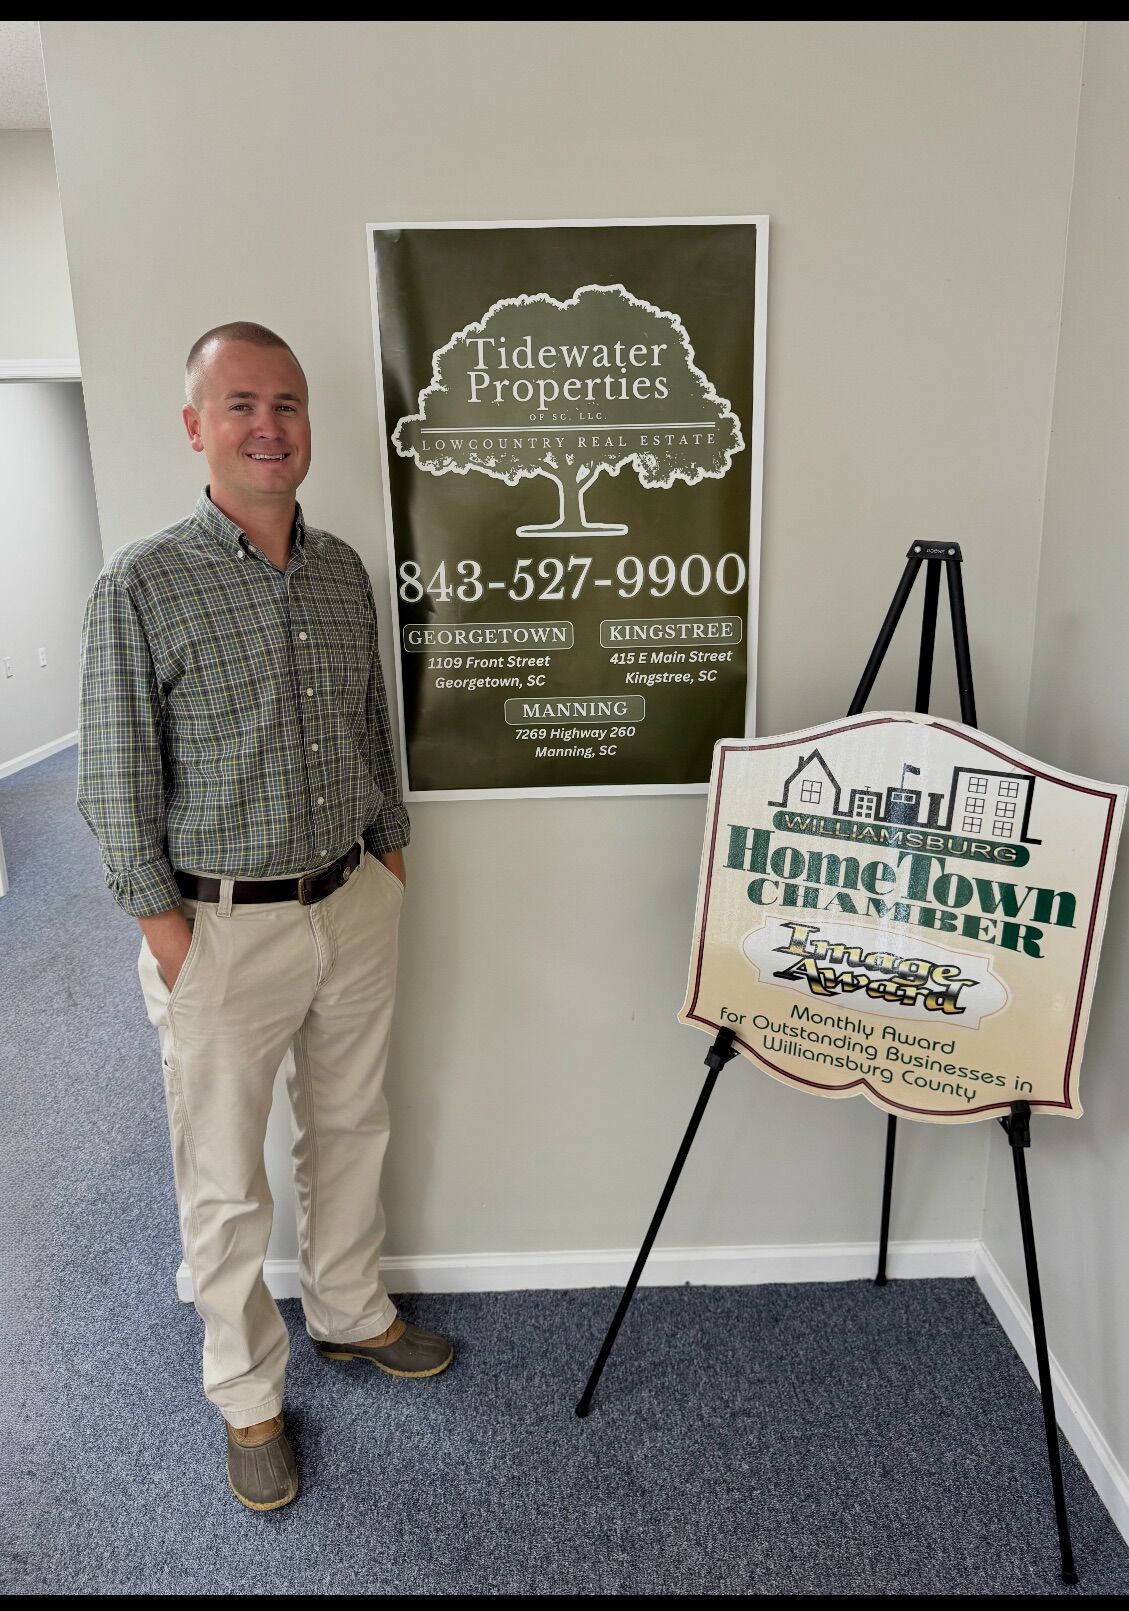 Tidewater
Properties
OF SC, LLC.
LOWCOUNTRY REAL ESTATE
843-527-9900
GEORGETOWN
1109 Front Street
Georgetown, SC
KINGSTREE
415 E Main Street
Kingstree, SC
MANNING
7269 Highway 260
Manning, SC
WILLIAMSBURG
HomeTown
CHAMBER
Image
Award
Monthly Award
for Outstanding Businesses in
Williamsburg County